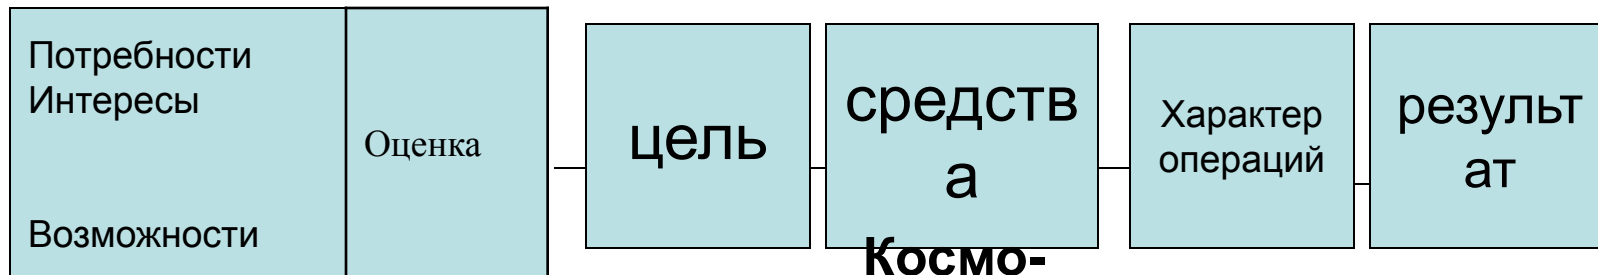 Потребности
Интересы
Возможности
Оценка
цель
средств
а
Космо-
Характер
операций
результ
ат